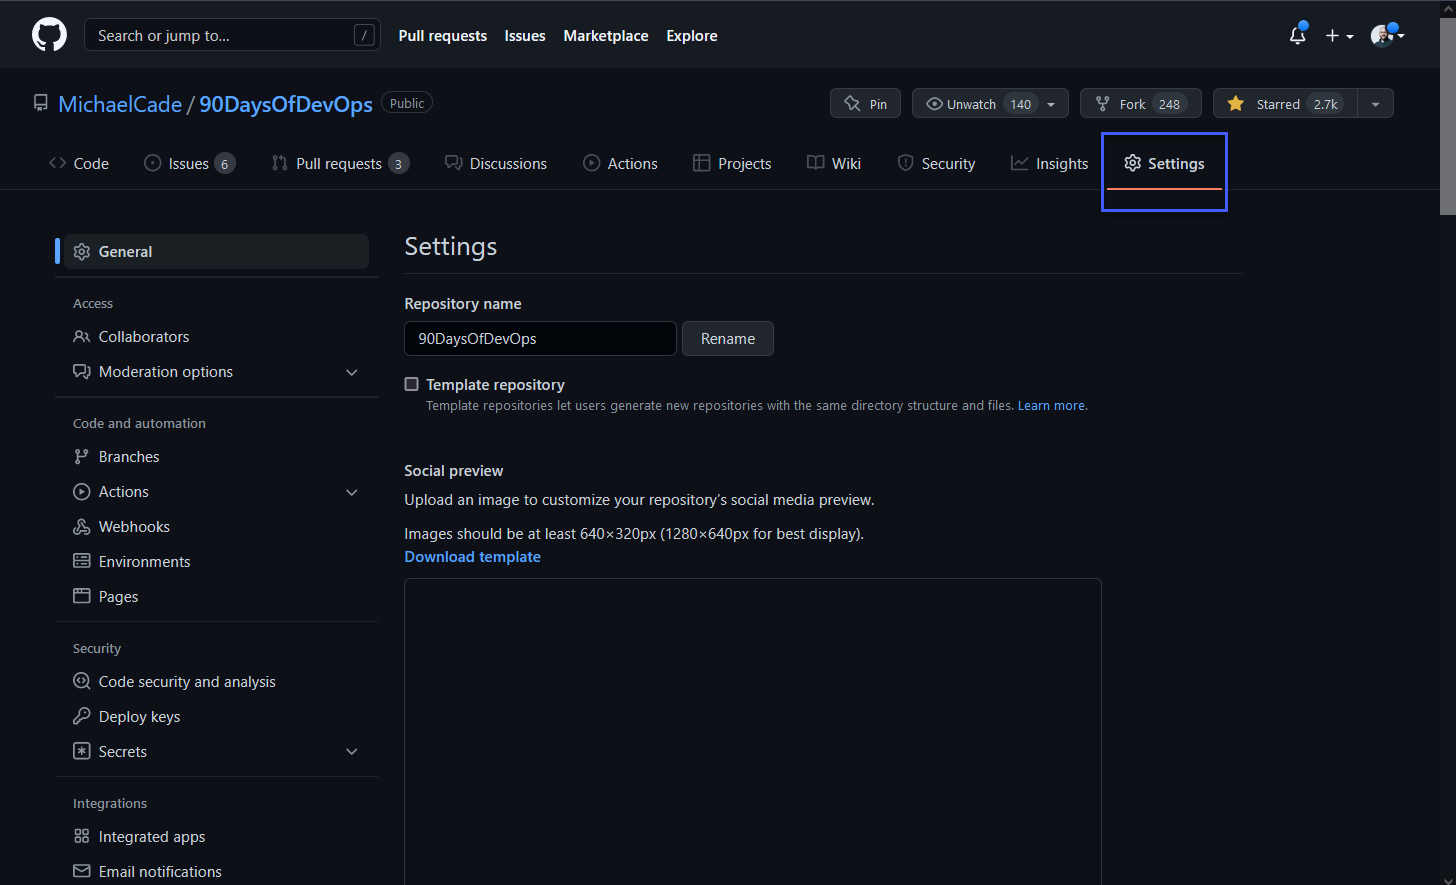 Search or jump to... /
Pull requests Issues Marketplace Explore
MichaelCade / 90DaysOfDevOps Public
Pin
Unwatch 140
Fork 248
Starred 2.7k
Code
Issues 6
Pull requests 3
Discussions
Actions
Projects
Wiki
Security
Insights
Settings
General
Access
Collaborators
Moderation options
Code and automation
Branches
Actions
Webhooks
Environments
Pages
Security
Code security and analysis
Deploy keys
Secrets
Integrations
Integrated apps
Email notifications
Settings
Repository name
90DaysOfDevOps Rename
Template repository
Template repositories let users generate new repositories with the same directory structure and files. Learn more.
Social preview
Upload an image to customize your repository’s social media preview.
Images should be at least 640×320px (1280×640px for best display).
Download template